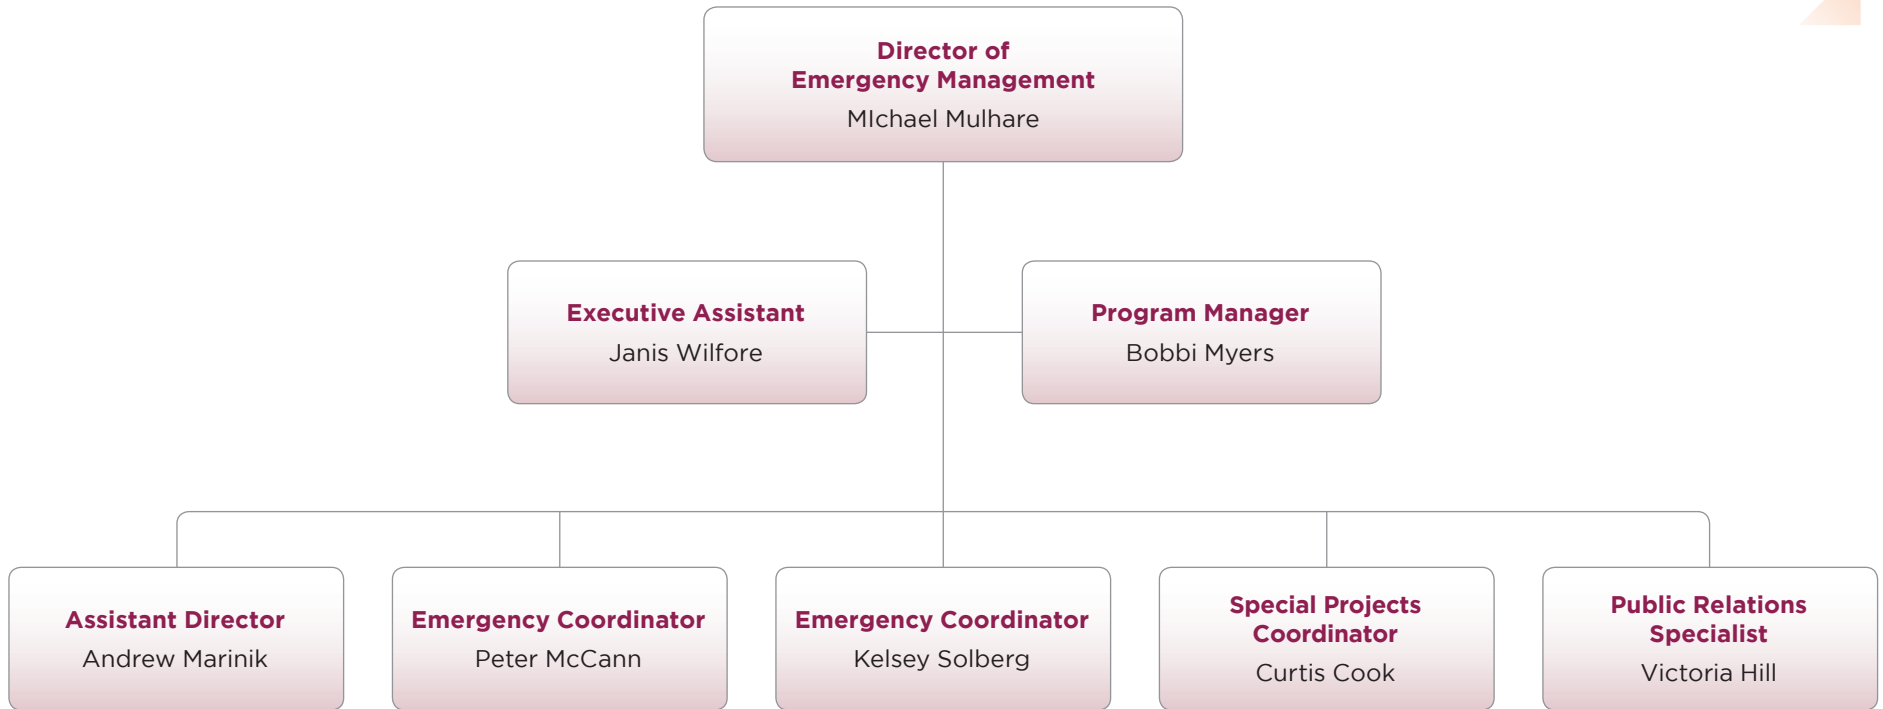 Director of
Emergency Management
MIchael Mulhare
Executive Assistant
Janis Wilfore
Program Manager
Bobbi Myers
Assistant Director
Andrew Marinik
Emergency Coordinator
Peter McCann
Emergency Coordinator
Kelsey Solberg
Special Projects
Coordinator
Curtis Cook
Public Relations
Specialist
Victoria Hill